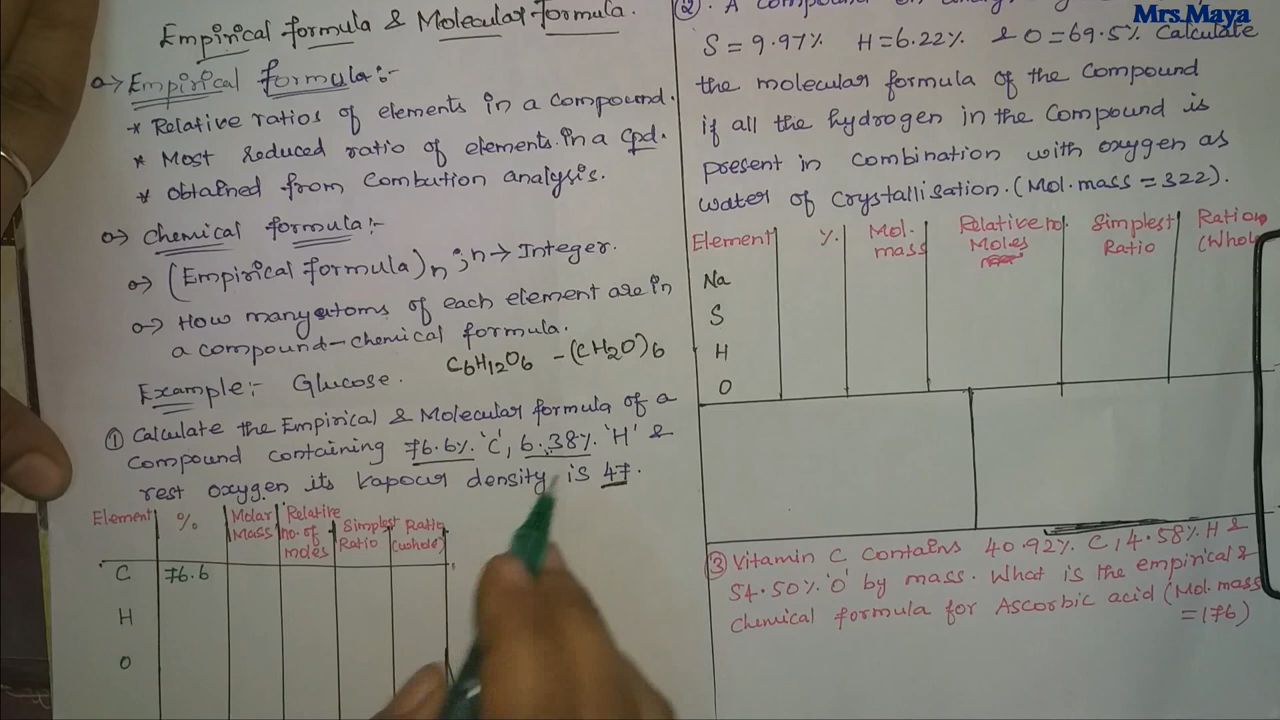 Empirical formula & Molecular formula.
Empirical formula:-
* Relative ratios of elements in a compound.
* Most reduced ratio of elements in a cpd.
* obtained from Combution analysis.
Chemical formula:-
(Empirical formula)n ; n → Integer.
How many atoms of each element are in
a compound - chemical formula.
Example:- Glucose. C6H12O6 - (CH2O)6
① Calculate the Empirical & Molecular formula of a
Compound containing 76.6% 'C', 6.38% 'H' &
rest oxygen its vapour density is 47.
Element % Molar Mass Relative no. of moles Simplest Ratio Ratio (whole)
C 76.6
H
O
Mrs.Maya
②. A compound on
S = 9.97% H = 6.22% & O = 69.5% Calculate
the molecular formula of the Compound
if all the hydrogen in the Compound is
present in combination with oxygen as
water of crystallisation. (Mol. mass = 322).
Element % Mol. mass Relative no. Moles Simplest Ratio Ratio (Whol
Na
S
H
O
③ Vitamin C Contains 40.92% C, 4.58% H &
54.50% 'O' by mass. What is the empirical &
chemical formula for Ascorbic acid (Mol. mass
=176)